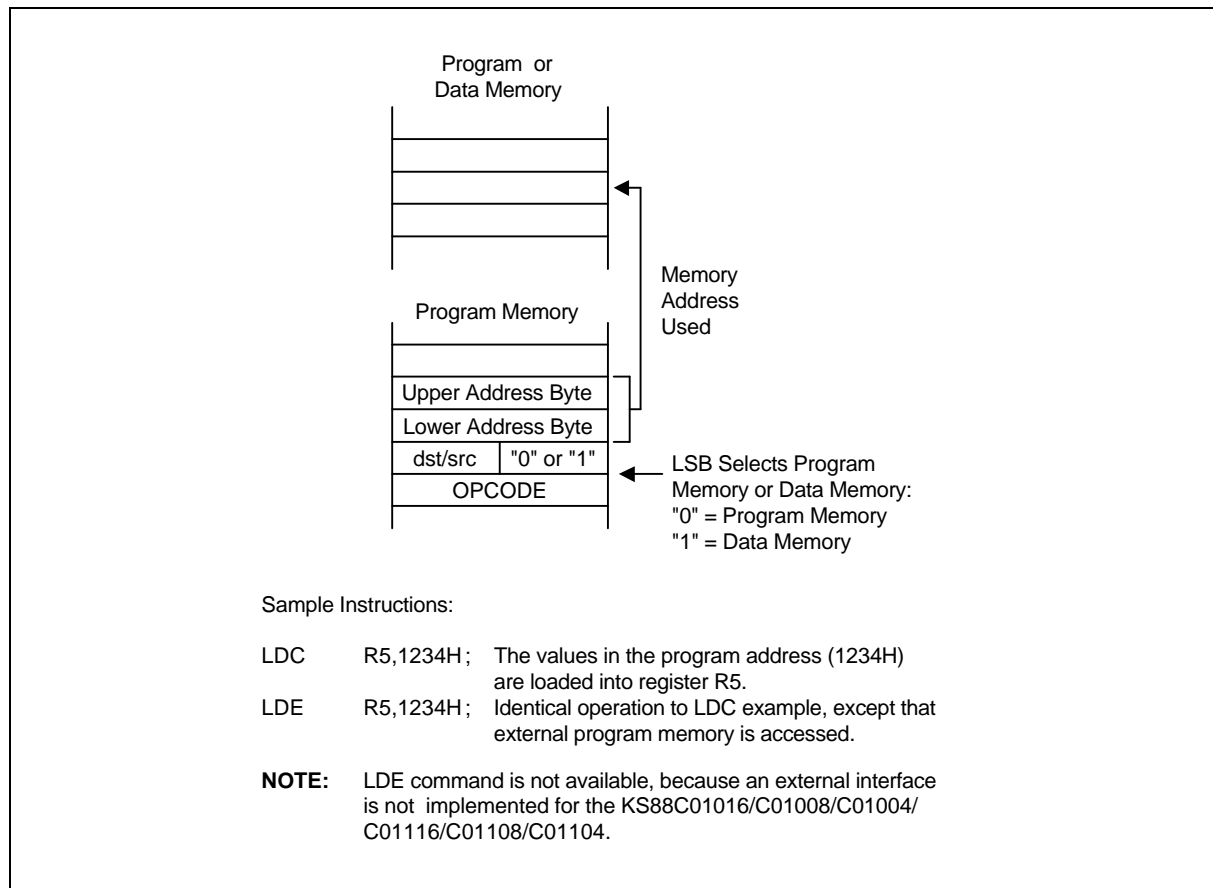 Program or
Data Memory
Memory
Address
Used
Program Memory
Upper Address Byte
Lower Address Byte
dst/src "0" or "1"
OPCODE
LSB Selects Program
Memory or Data Memory:
"0" = Program Memory
"1" = Data Memory
Sample Instructions:
LDC R5,1234H; The values in the program address (1234H)
are loaded into register R5.
LDE R5,1234H; Identical operation to LDC example, except that
external program memory is accessed.
NOTE: LDE command is not available, because an external interface
is not implemented for the KS88C01016/C01008/C01004/
C01116/C01108/C01104.